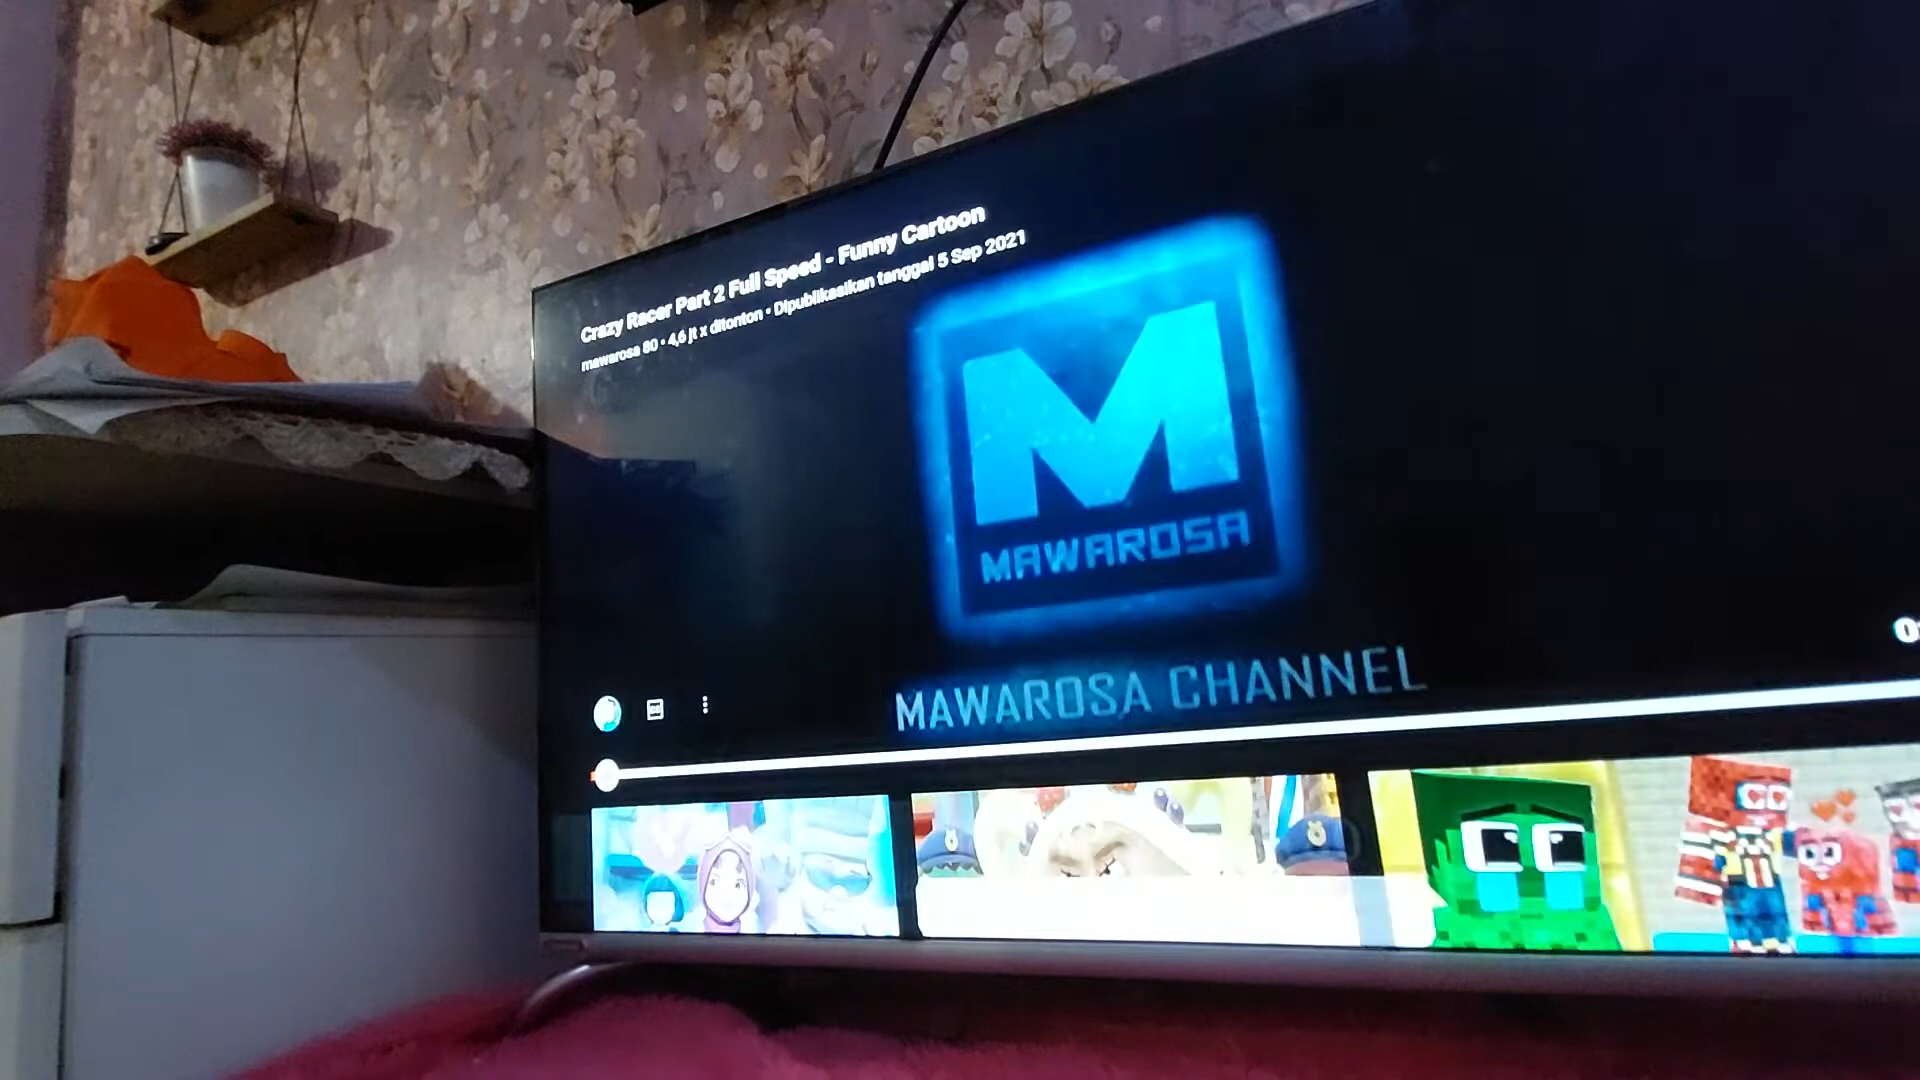 Crazy Racer Part 2 Full Speed - Funny Cartoon
mawarosa 80 • 4,6 jt x ditonton • Dipublikasikan tanggal 5 Sep 2021
M
MAWAROSA
MAWAROSA CHANNEL